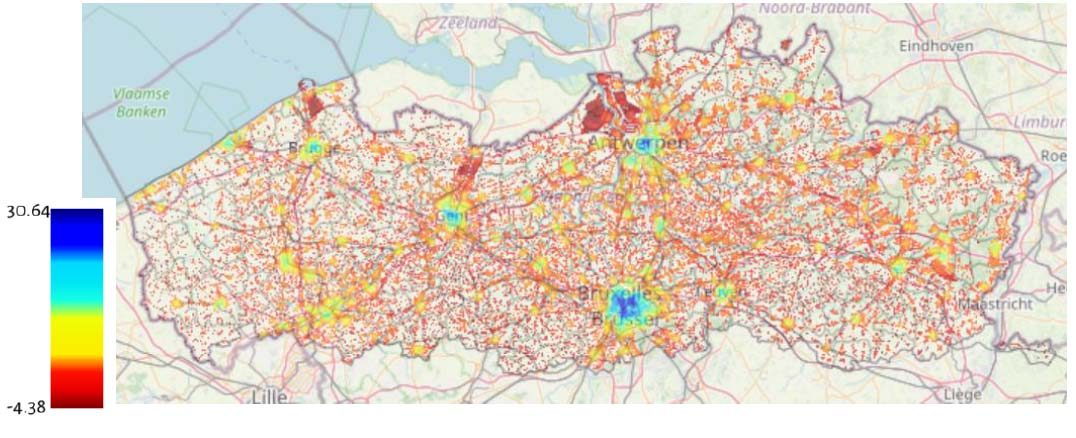 Zeeland
Noord-Brabant
Eindhoven
Vlaamse
Banken
Limburg
Brugge
Antwerpen
Roe
30.64
Gent
Bruxelles
Brussel
Leuven
Maastricht
He
-4.38
Lille
Liège